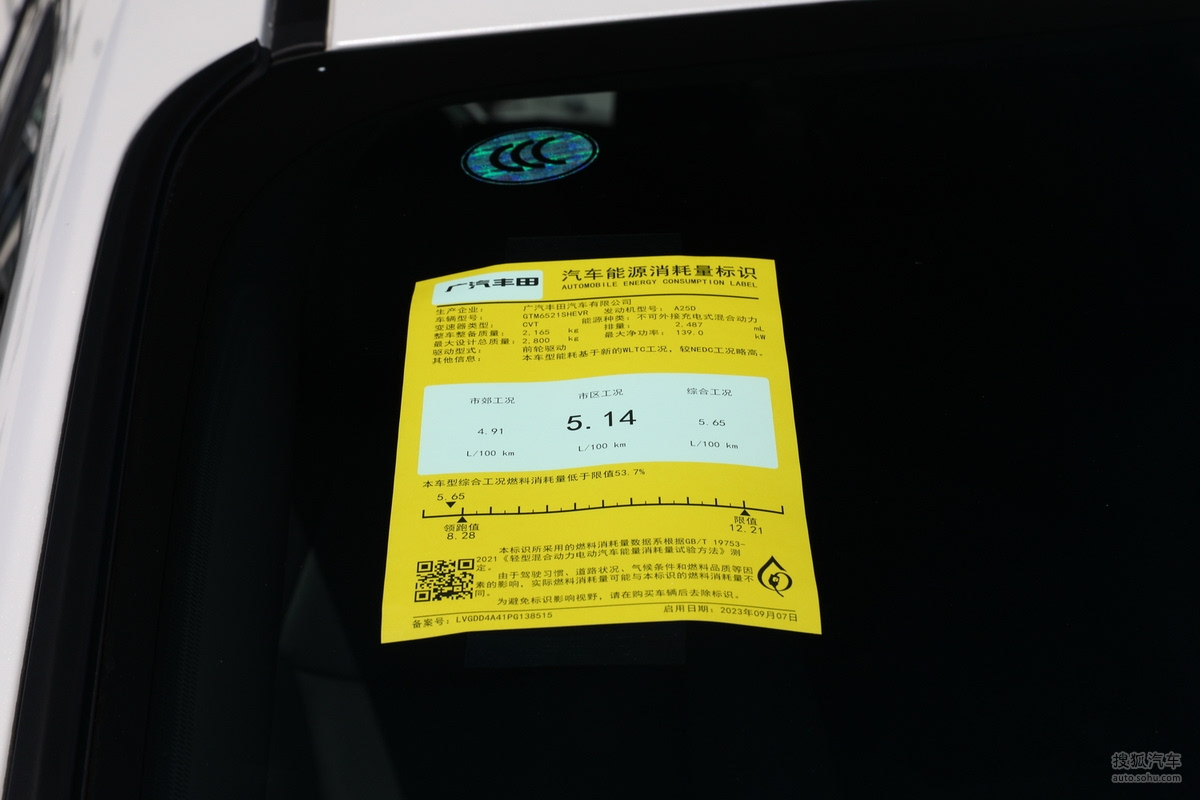 CCC
广汽丰田
汽车能源消耗量标识
AUTOMOBILE ENERGY CONSUMPTION LABEL
生产企业： 广汽丰田汽车有限公司
车辆型号： GTM6521SHEVR 发动机型号： A25D
变速器类型： CVT 能源种类：不可外接充电式混合动力
整车整备质量： 2,165 kg 排量： 2,487 mL
最大设计总质量： 2,800 kg 最大净功率： 139.0 kW
驱动型式： 前轮驱动
其他信息： 本车型能耗基于新的WLTC工况，较NEDC工况略高。
市郊工况 市区工况 综合工况
4.91 5.14 5.65
L/100 km L/100 km L/100 km
本车型综合工况燃料消耗量低于限值53.7%
5.65
领跑值 限值
8.28 12.21
本标识所采用的燃料消耗量数据系根据GB/T 19753-
2021《轻型混合动力电动汽车能量消耗量试验方法》测
定。
由于驾驶习惯、道路状况、气候条件和燃料品质等因
素的影响，实际燃料消耗量可能与本标识的燃料消耗量不
同。
为避免标识影响视野，请在购买车辆后去除标识。
备案号：LVGDD4A41PG138515 启用日期：2023年09月07日
搜狐汽车
auto.sohu.com